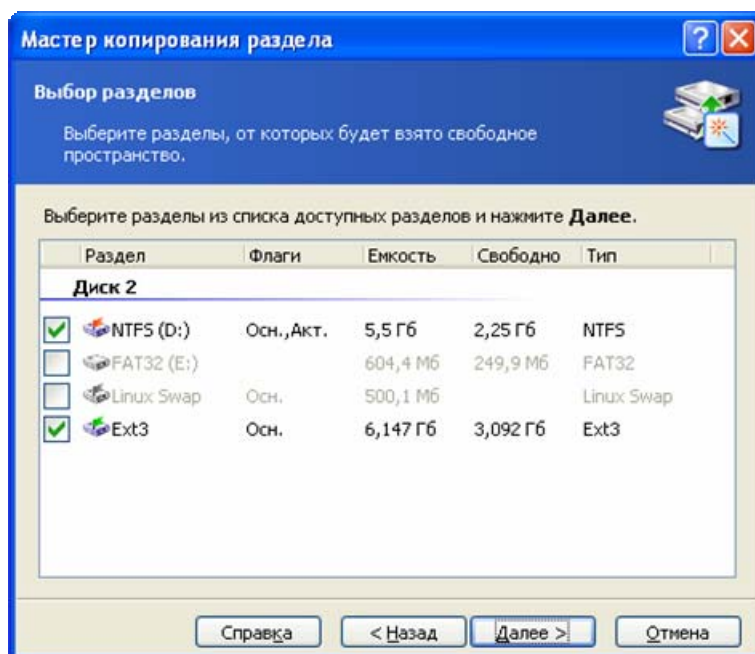 Мастер копирования раздела
Выбор разделов
Выберите разделы, от которых будет взято свободное
пространство.
Выберите разделы из списка доступных разделов и нажмите Далее.
Раздел Флаги Емкость Свободно Тип
Диск 2
NTFS (D:) Осн.,Акт. 5,5 Гб 2,25 Гб NTFS
FAT32 (E:) 604,4 Мб 249,9 Мб FAT32
Linux Swap Осн. 500,1 Мб Linux Swap
Ext3 Осн. 6,147 Гб 3,092 Гб Ext3
Справка < Назад Далее > Отмена